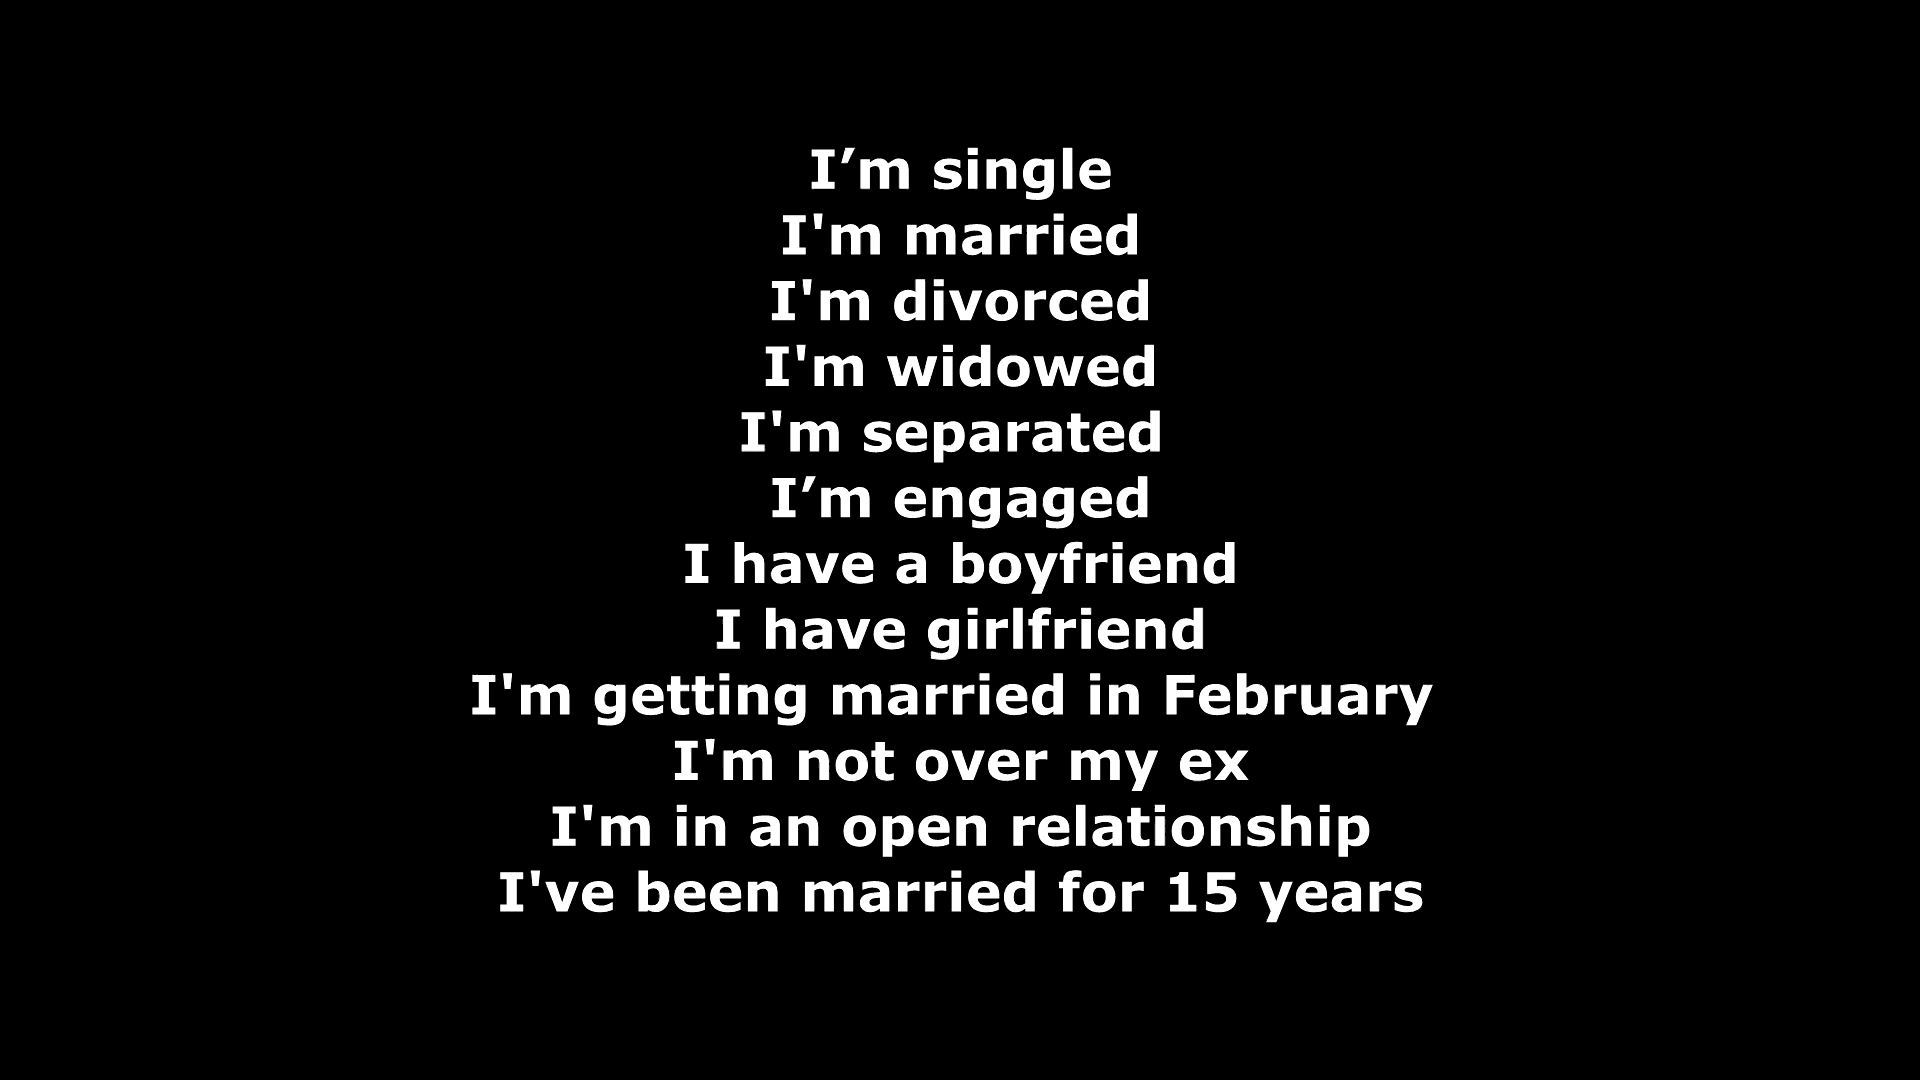 I’m single
I'm married
I'm divorced
I'm widowed
I'm separated
I’m engaged
I have a boyfriend
I have girlfriend
I'm getting married in February
I'm not over my ex
I'm in an open relationship
I've been married for 15 years